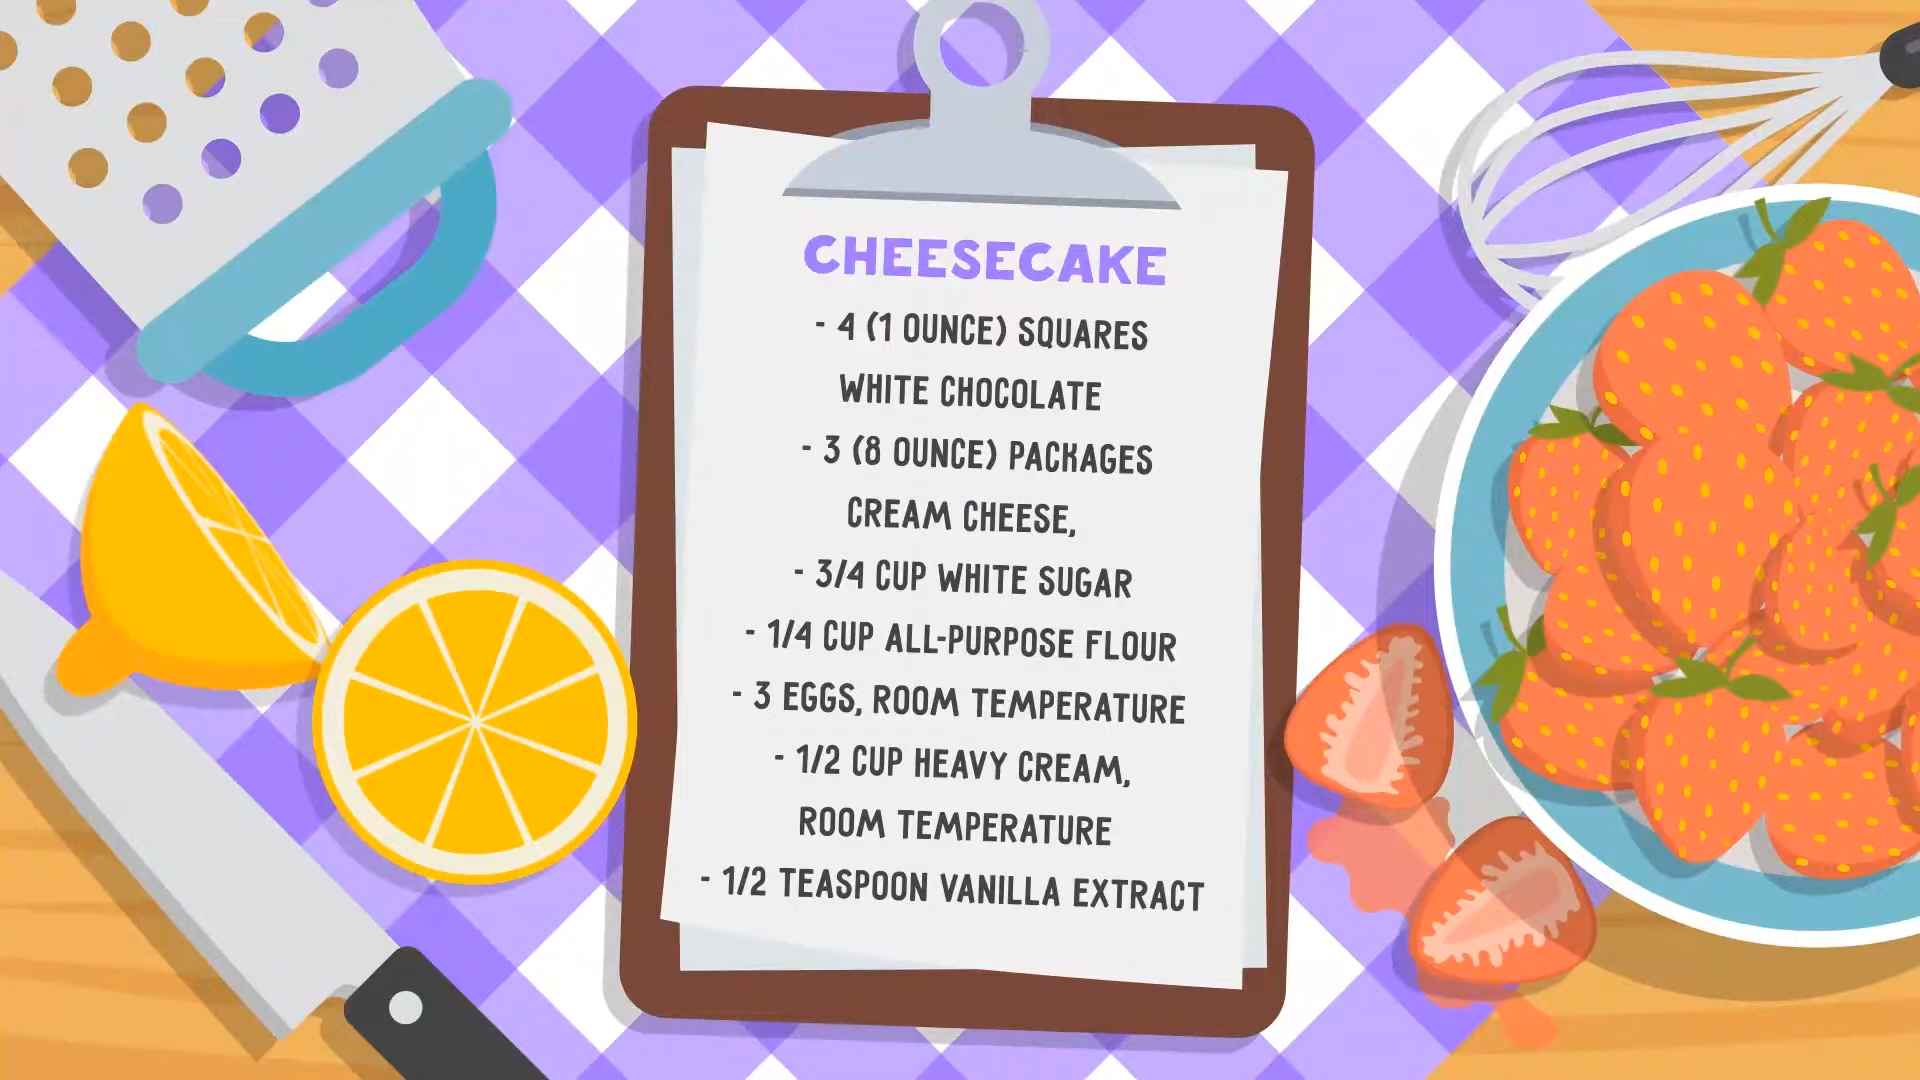 CHEESECAKE
- 4 (1 OUNCE) SQUARES
WHITE CHOCOLATE
- 3 (8 OUNCE) PACKAGES
CREAM CHEESE,
- 3/4 CUP WHITE SUGAR
- 1/4 CUP ALL-PURPOSE FLOUR
- 3 EGGS, ROOM TEMPERATURE
- 1/2 CUP HEAVY CREAM,
ROOM TEMPERATURE
- 1/2 TEASPOON VANILLA EXTRACT